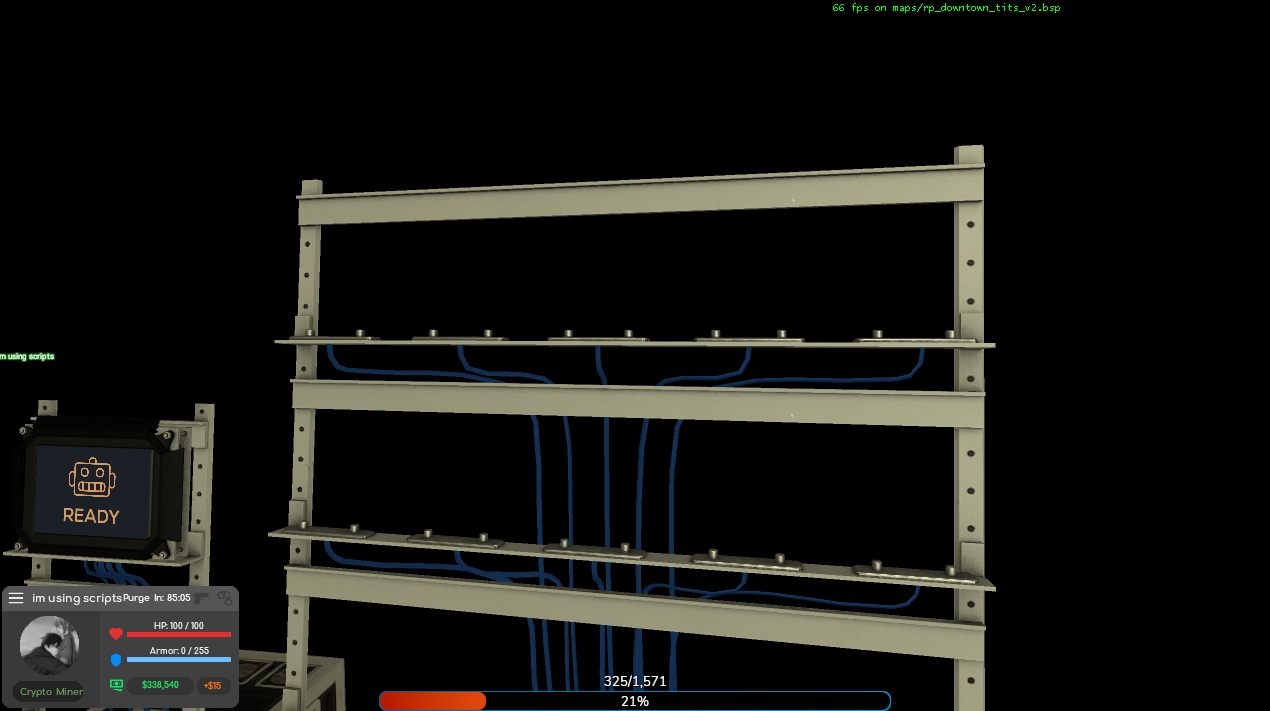 66 fps on maps/rp_downtown_tits_v2.bsp
m using scripts
READY
im using scripts Purge In: 85:05
HP: 100 / 100
Armor: 0 / 255
$338,540 +$15
Crypto Miner
325/1,571
21%